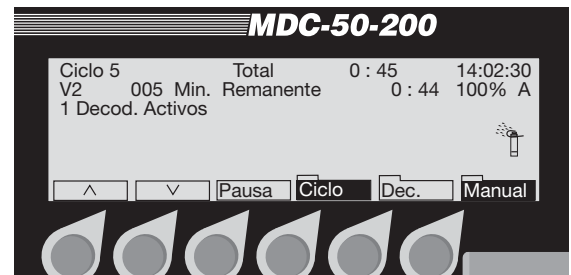 MDC-50-200
Ciclo 5 Total 0 : 45 14:02:30
V2 005 Min. Remanente 0 : 44 100% A
1 Decod. Activos
Pausa Ciclo Dec. Manual